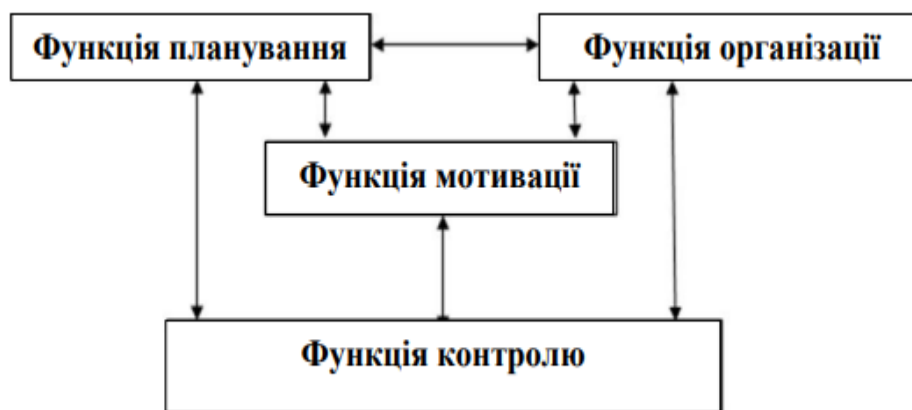 Функція планування
Функція організації
Функція мотивації
Функція контролю